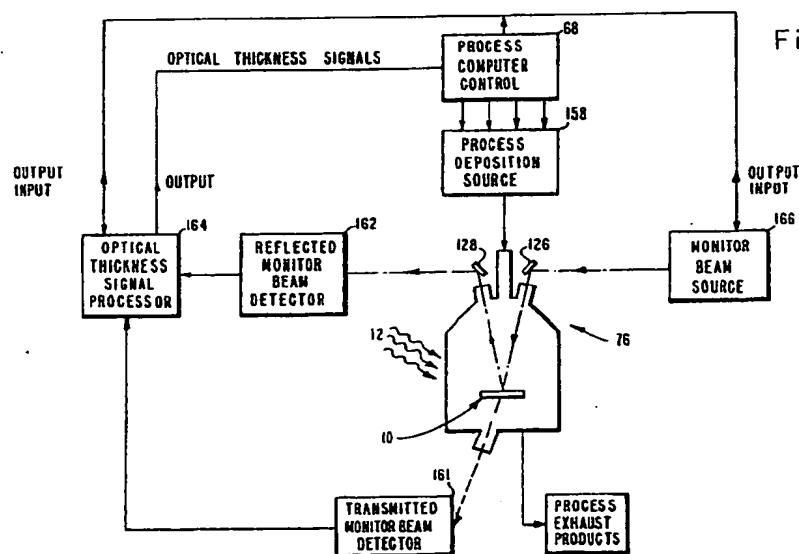 68
Fi
OPTICAL THICKNESS SIGNALS
PROCESS
COMPUTER
CONTROL
158
PROCESS
DEPOSITION
SOURCE
OUTPUT
INPUT
OUTPUT
OUTPUT
INPUT
164
OPTICAL
THICKNESS
SIGNAL
PROCESSOR
162
REFLECTED
MONITOR
BEAM
DETECTOR
128
126
166
MONITOR
BEAM
SOURCE
12
76
10
161
TRANSMITTED
MONITOR BEAM
DETECTOR
PROCESS
EXHAUST
PRODUCTS